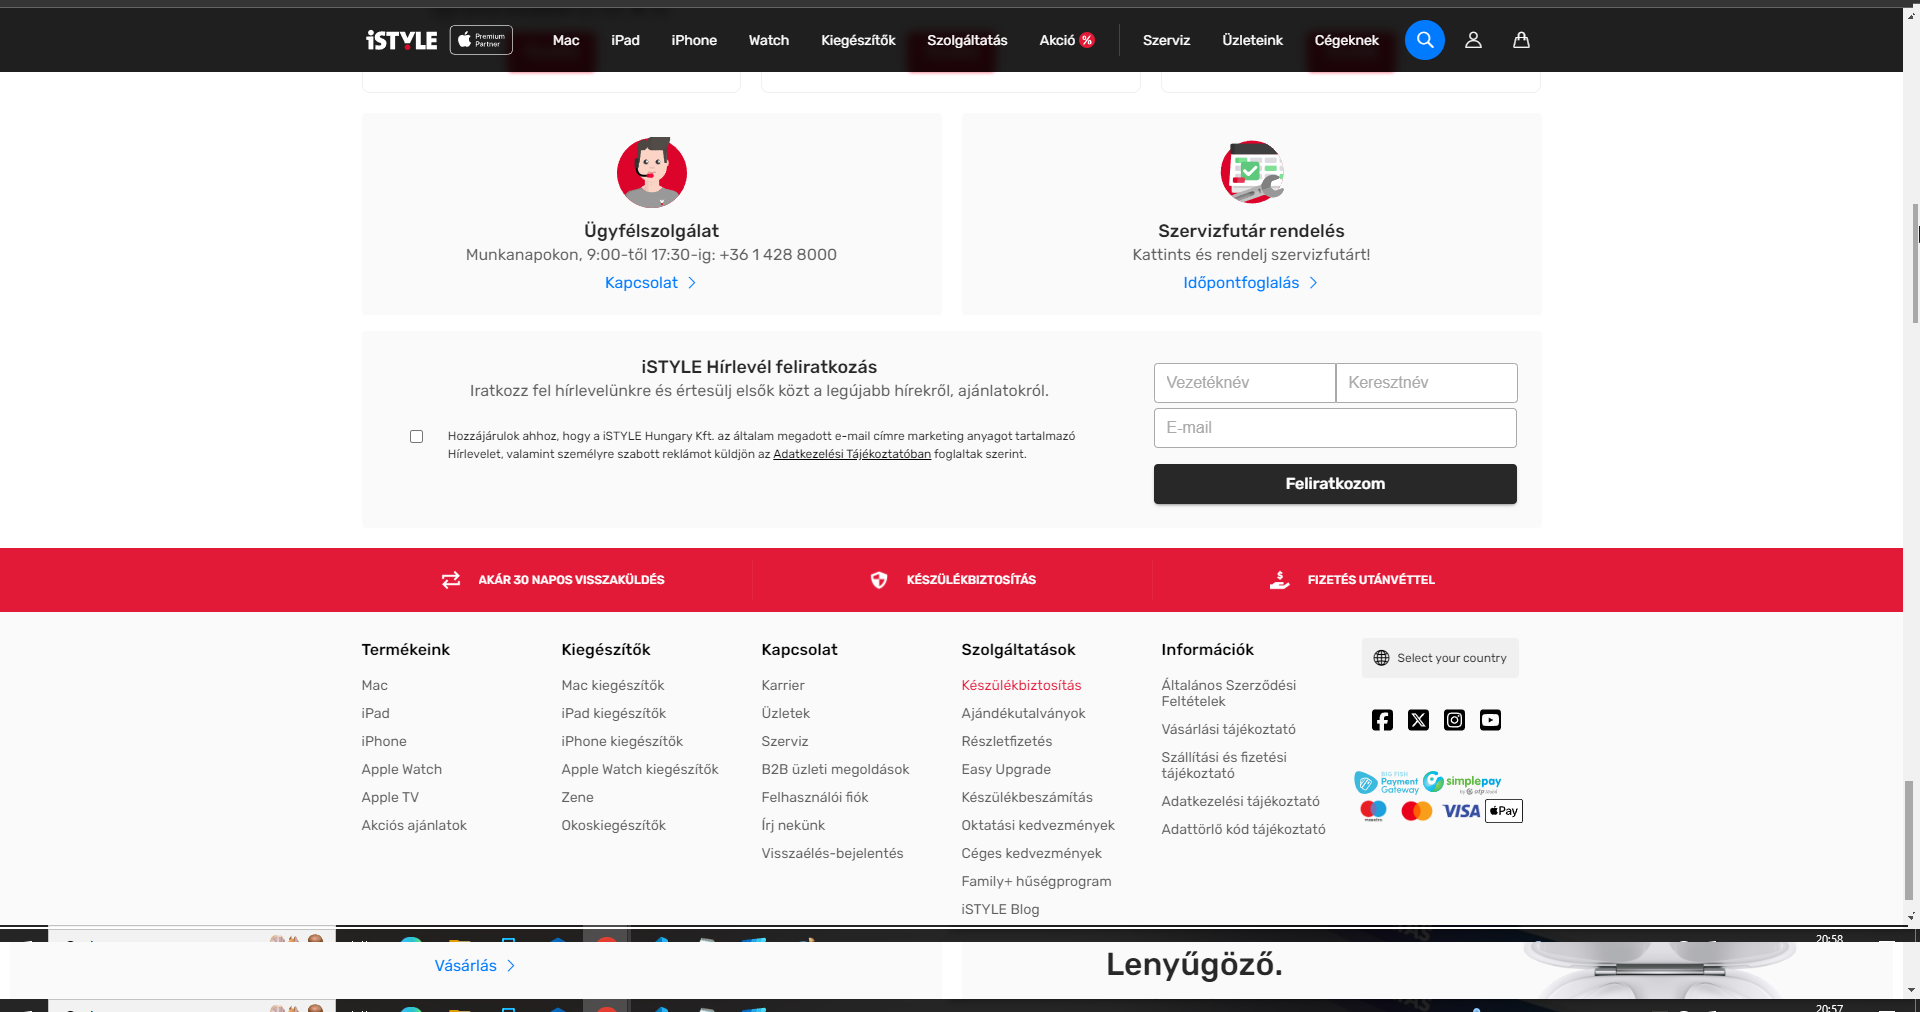 iSTYLE
Premium
Partner
Mac
iPad
iPhone
Watch
Kiegészítők
Szolgáltatás
Akció %
Szerviz
Üzleteink
Cégeknek
Ügyfélszolgálat
Munkanapokon, 9:00-től 17:30-ig: +36 1 428 8000
Kapcsolat
Szervizfutár rendelés
Kattints és rendelj szervizfutárt!
Időpontfoglalás
iSTYLE Hírlevél feliratkozás
Iratkozz fel hírlevelünkre és értesülj elsők közt a legújabb hírekről, ajánlatokról.
Hozzájárulok ahhoz, hogy a iSTYLE Hungary Kft. az általam megadott e-mail címre marketing anyagot tartalmazó
Hírlevelet, valamint személyre szabott reklámot küldjön az Adatkezelési Tájékoztatóban foglaltak szerint.
Vezetéknév
Keresztnév
E-mail
Feliratkozom
AKÁR 30 NAPOS VISSZAKÜLDÉS
KÉSZÜLÉKBIZTOSÍTÁS
FIZETÉS UTÁNVÉTTEL
Termékeink
Mac
iPad
iPhone
Apple Watch
Apple TV
Akciós ajánlatok
Kiegészítők
Mac kiegészítők
iPad kiegészítők
iPhone kiegészítők
Apple Watch kiegészítők
Zene
Okoskiegészítők
Kapcsolat
Karrier
Üzletek
Szerviz
B2B üzleti megoldások
Felhasználói fiók
Írj nekünk
Visszaélés-bejelentés
Szolgáltatások
Készülékbiztosítás
Ajándékutalványok
Részletfizetés
Easy Upgrade
Készülékbeszámítás
Oktatási kedvezmények
Céges kedvezmények
Family+ hűségprogram
iSTYLE Blog
Információk
Általános Szerződési
Feltételek
Vásárlási tájékoztató
Szállítási és fizetési
tájékoztató
Adatkezelési tájékoztató
Adattörlő kód tájékoztató
Select your country
BIG FISH
Payment
Gateway
simplepay
by otp
maestro
VISA
Pay
20:58
Vásárlás
Lenyűgöző.
20:57